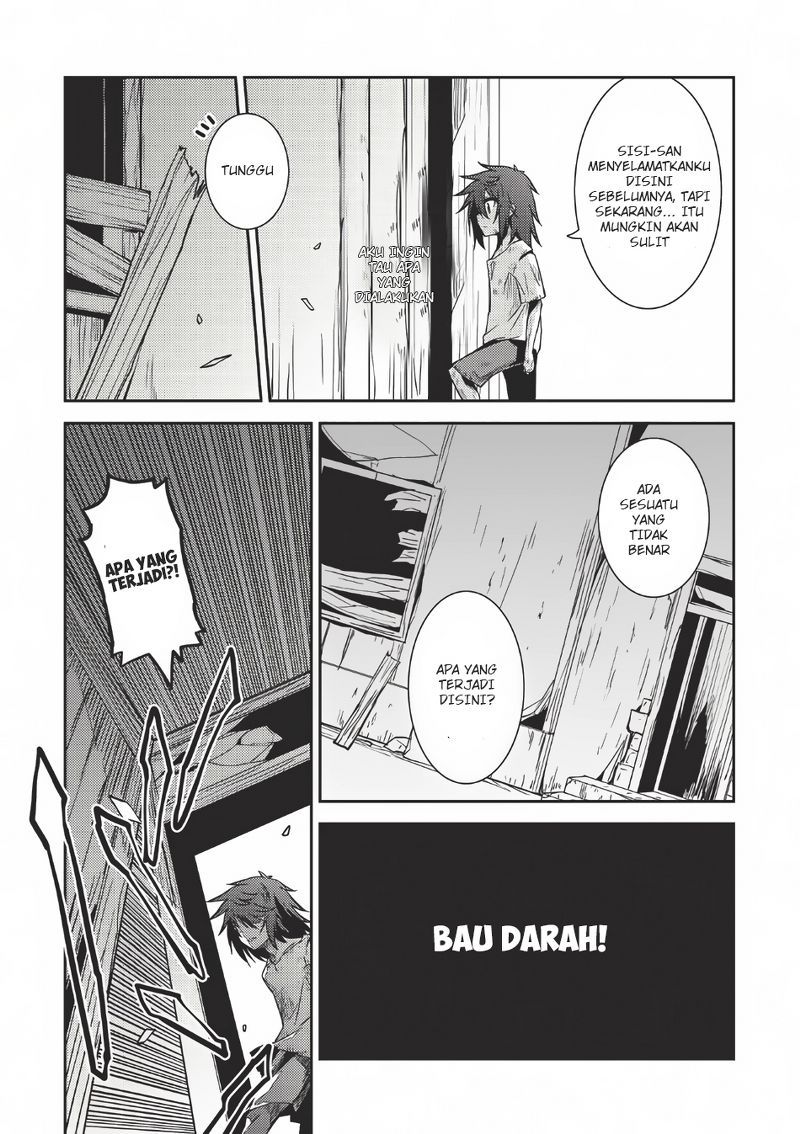 SISI-SAN
MENYELAMATKANKU
DISINI
SEBELUMNYA, TAPI
SEKARANG... ITU
MUNGKIN AKAN
SULIT
AKU INGIN
TAU APA
YANG
DIALAKUKAN
TUNGGU
ADA
SESUATU
YANG
TIDAK
BENAR
APA YANG
TERJADI
DISINI?
BAU DARAH!
APA YANG
TERJADI?!